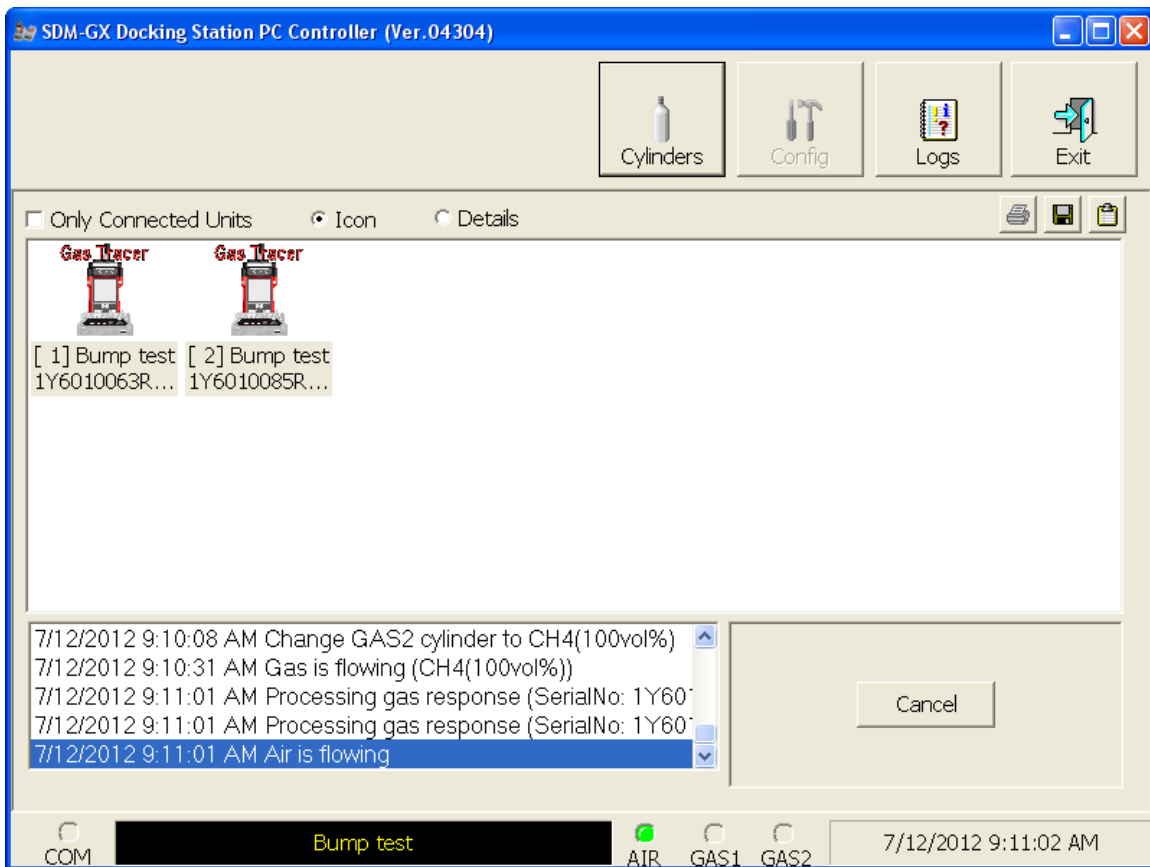 SDM-GX Docking Station PC Controller (Ver.04304)
Cylinders
Config
Logs
Exit
Only Connected Units
Icon
Details
Gas Tracer
Gas Tracer
[ 1] Bump test
1Y6010063R...
[ 2] Bump test
1Y6010085R...
7/12/2012 9:10:08 AM Change GAS2 cylinder to CH4(100vol%)
7/12/2012 9:10:31 AM Gas is flowing (CH4(100vol%))
7/12/2012 9:11:01 AM Processing gas response (SerialNo: 1Y60
7/12/2012 9:11:01 AM Processing gas response (SerialNo: 1Y60
7/12/2012 9:11:01 AM Air is flowing
Cancel
COM
Bump test
AIR
GAS1
GAS2
7/12/2012 9:11:02 AM